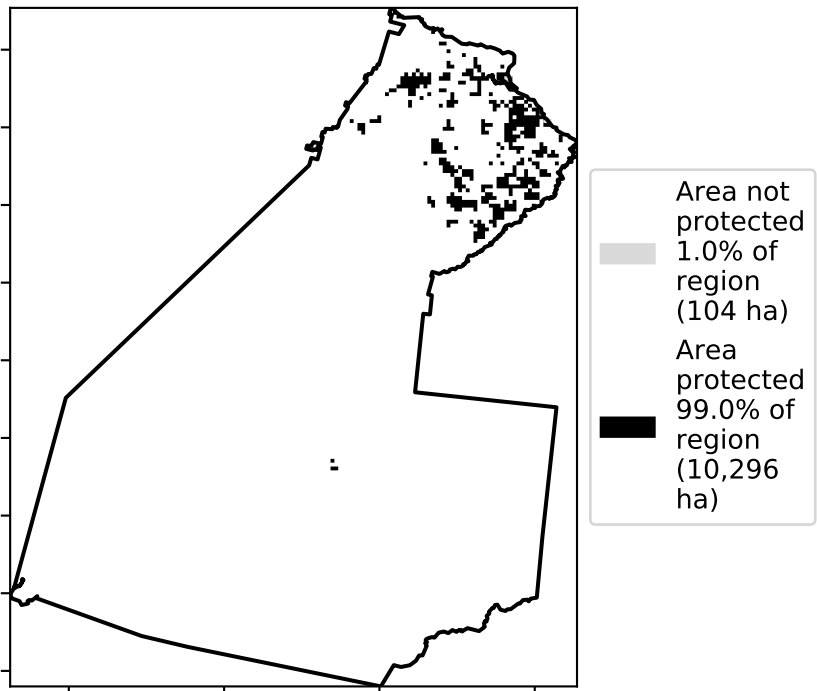 Area not
protected
1.0% of
region
(104 ha)
Area
protected
99.0% of
region
(10,296
ha)